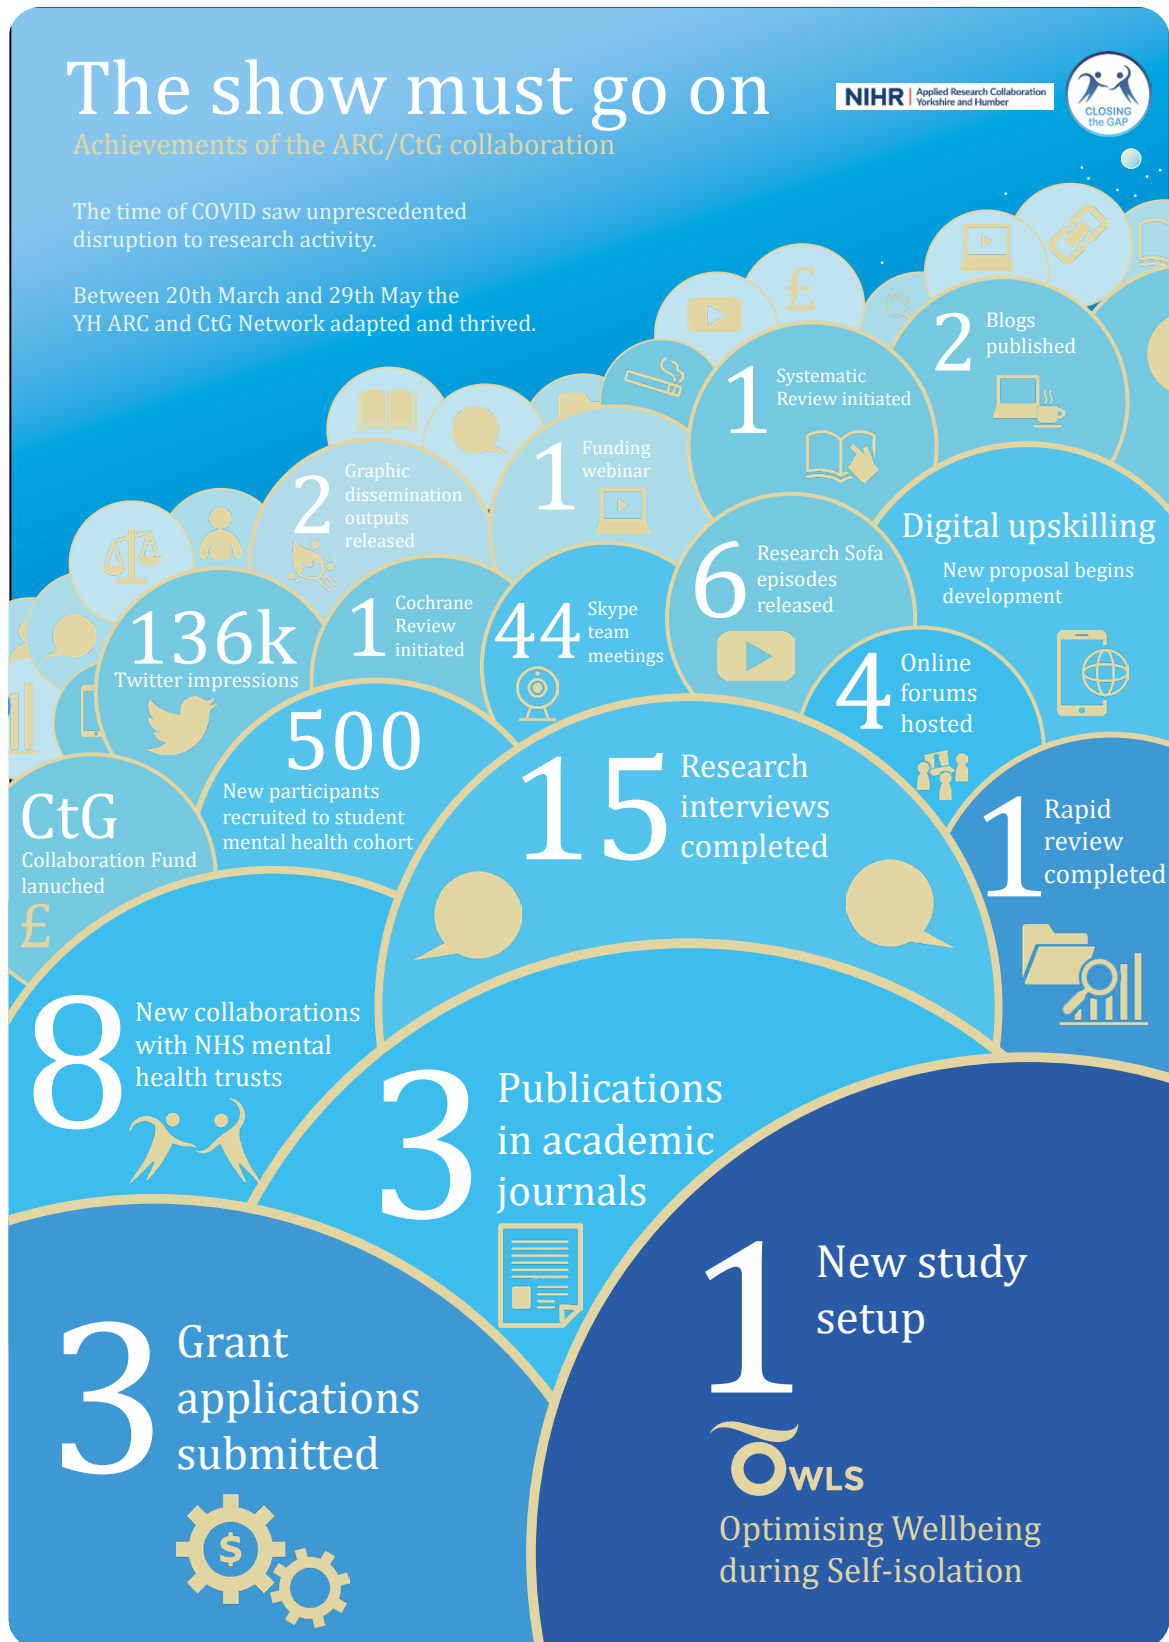 The show must go on
Achievements of the ARC/CtG collaboration
NIHR | Applied Research Collaboration
Yorkshire and Humber
CLOSING
the GAP
The time of COVID saw unprescedented
disruption to research activity.
Between 20th March and 29th May the
YH ARC and CtG Network adapted and thrived.
£
2
Blogs
published
1
Systematic
Review initiated
1
Funding
webinar
2
Graphic
dissemination
outputs
released
Digital upskilling
New proposal begins
development
6
Research Sofa
episodes
released
136k
Twitter impressions
1
Cochrane
Review
initiated
44
Skype
team
meetings
4
Online
forums
hosted
500
New participants
recruited to student
mental health cohort
15
Research
interviews
completed
CtG
Collaboration Fund
lanuched
£
1
Rapid
review
completed
8
New collaborations
with NHS mental
health trusts
3
Publications
in academic
journals
1
New study
setup
3
Grant
applications
submitted
$
OWLS
Optimising Wellbeing
during Self-isolation